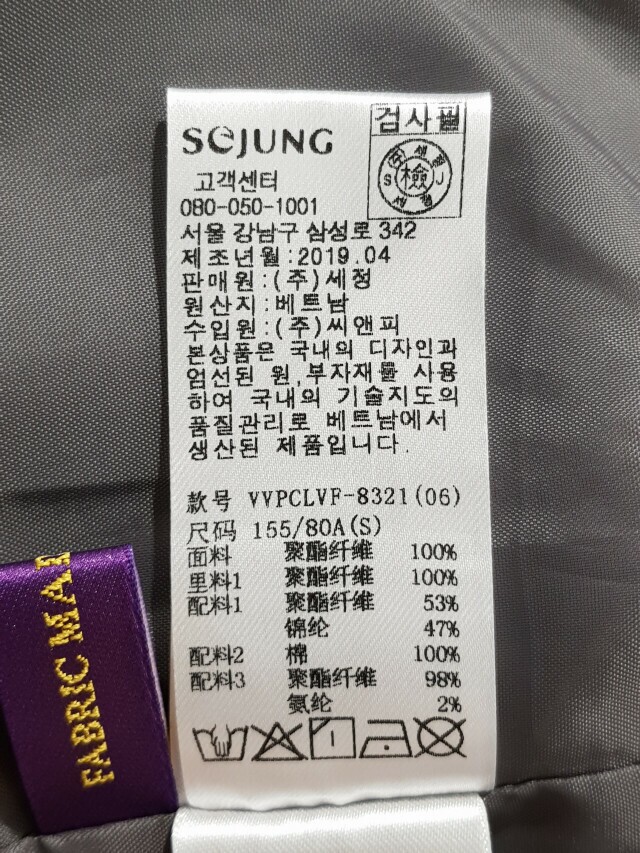 SeJUNG
검사필
(주)세정
S 檢 J
세정
고객센터
080-050-1001
서울 강남구 삼성로 342
제조년월:2019.04
판매원:(주)세정
원산지:베트남
수입원:(주)씨앤피
본상품은 국내의 디자인과
엄선된 원,부자재를 사용
하여 국내의 기술지도의
품질관리로 베트남에서
생산된 제품입니다.
款号 VVPCLVF-8321(06)
尺码 155/80A(S)
面料 聚酯纤维 100%
里料1 聚酯纤维 100%
配料1 聚酯纤维 53%
锦纶 47%
配料2 棉 100%
配料3 聚酯纤维 98%
氨纶 2%
FABRIC MA